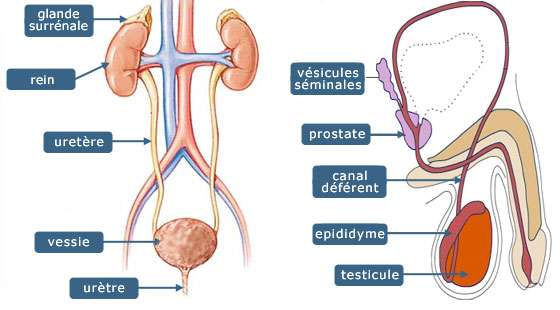 glande
surrénale
rein
uretère
vessie
urètre
vésicules
séminales
prostate
canal
déférent
epididyme
testicule